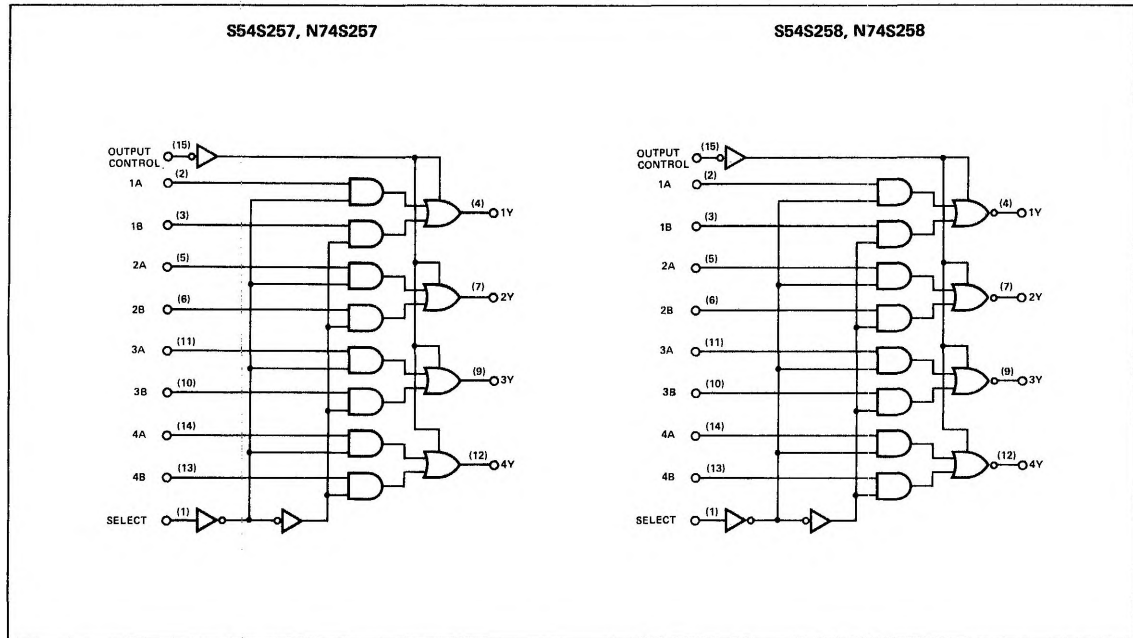 S54S257, N74S257
OUTPUT
CONTROL
(15)
1A
(2)
1B
(3)
2A
(5)
2B
(6)
3A
(11)
3B
(10)
4A
(14)
4B
(13)
SELECT
(1)
(4)
1Y
(7)
2Y
(9)
3Y
(12)
4Y
S54S258, N74S258
OUTPUT
CONTROL
(15)
1A
(2)
1B
(3)
2A
(5)
2B
(6)
3A
(11)
3B
(10)
4A
(14)
4B
(13)
SELECT
(1)
(4)
1Y
(7)
2Y
(9)
3Y
(12)
4Y